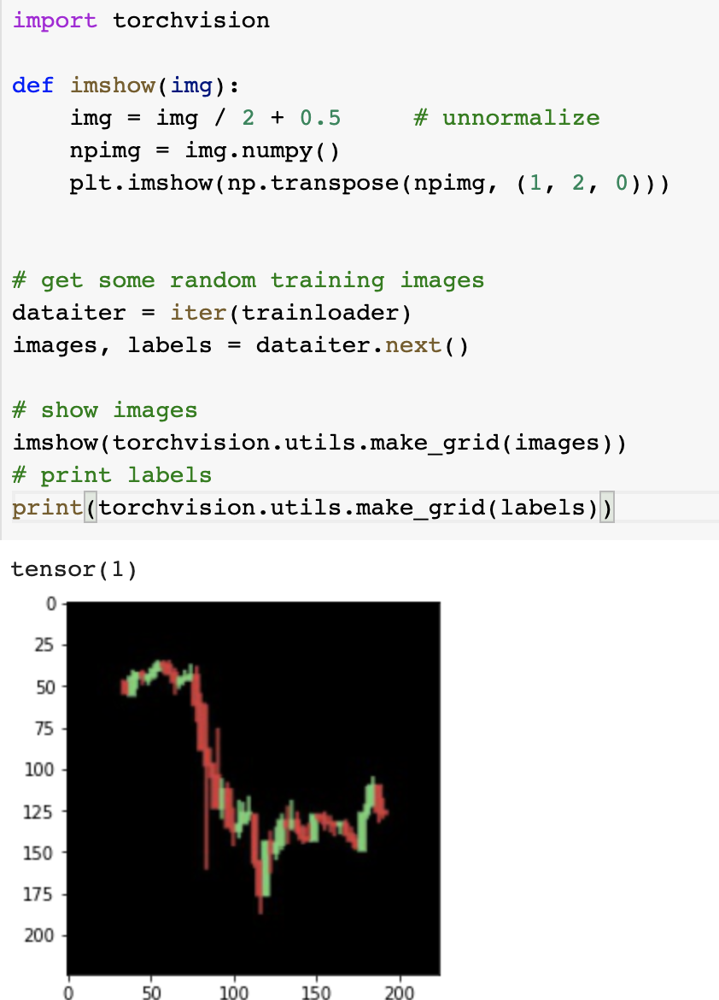 import torchvision
def imshow(img):
    img = img / 2 + 0.5     # unnormalize
    npimg = img.numpy()
    plt.imshow(np.transpose(npimg, (1, 2, 0)))
# get some random training images
dataiter = iter(trainloader)
images, labels = dataiter.next()
# show images
imshow(torchvision.utils.make_grid(images))
# print labels
print(torchvision.utils.make_grid(labels))
tensor(1)
0
25
50
75
100
125
150
175
200
0 50 100 150 200